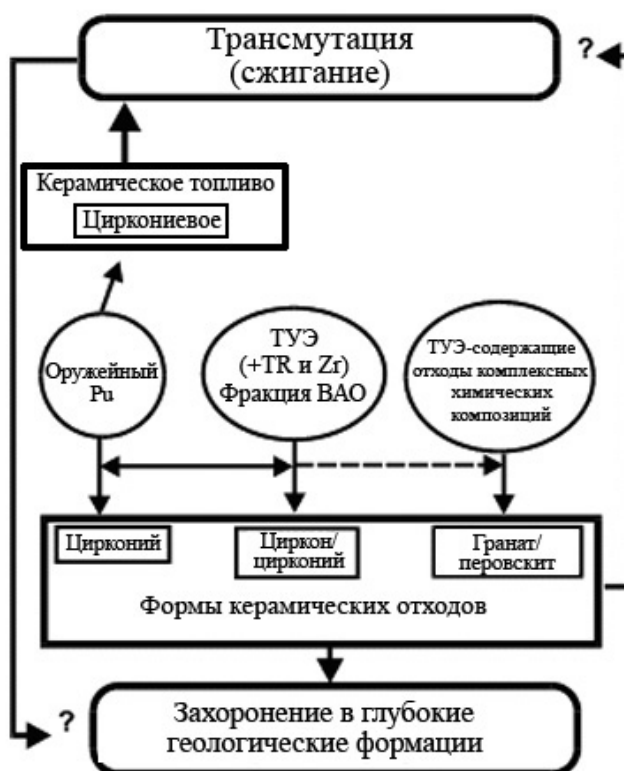 Трансмутация
(сжигание)
?
Керамическое топливо
Циркониевое
Оружейный
Pu
ТУЭ
(+TR и Zr)
Фракция ВАО
ТУЭ-содержащие
отходы комплексных
химических
композиций
Цирконий
Циркон/
цирконий
Гранат/
перовскит
Формы керамических отходов
?
Захоронение в глубокие
геологические формации